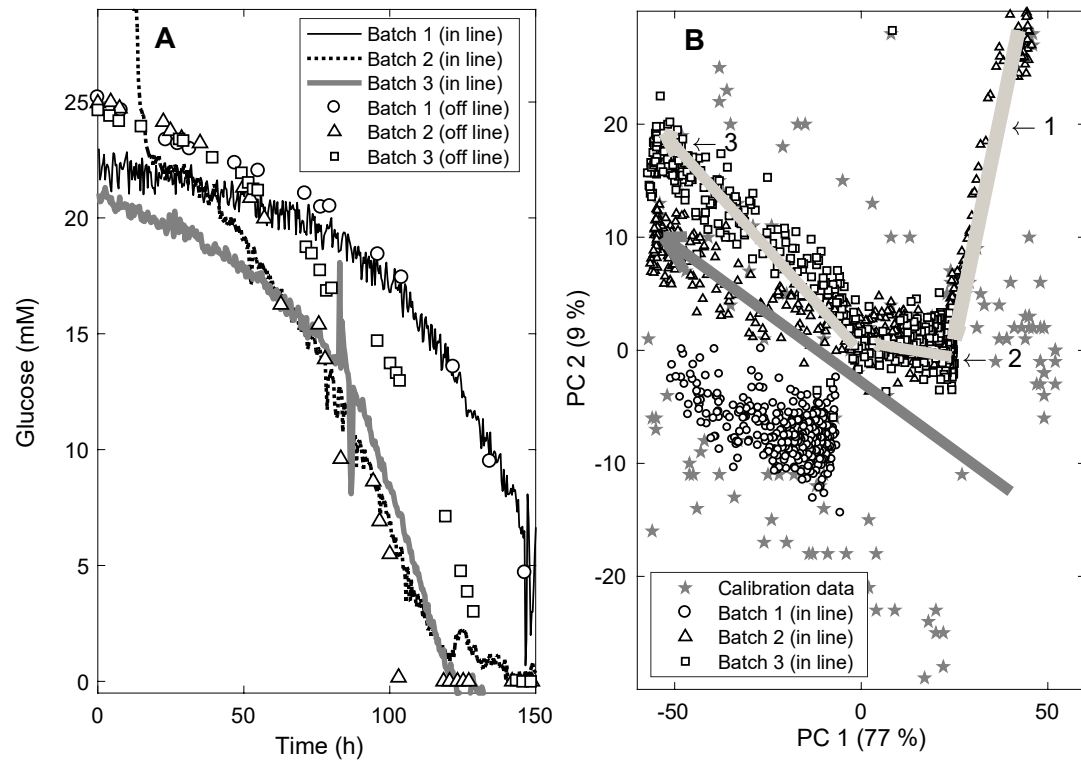 A
Batch 1 (in line)
Batch 2 (in line)
Batch 3 (in line)
Batch 1 (off line)
Batch 2 (off line)
Batch 3 (off line)
Glucose (mM)
25
20
15
10
5
0
0
50
100
150
Time (h)
B
1
2
3
PC 2 (9 %)
20
10
0
-10
-20
Calibration data
Batch 1 (in line)
Batch 2 (in line)
Batch 3 (in line)
-50
0
50
PC 1 (77 %)